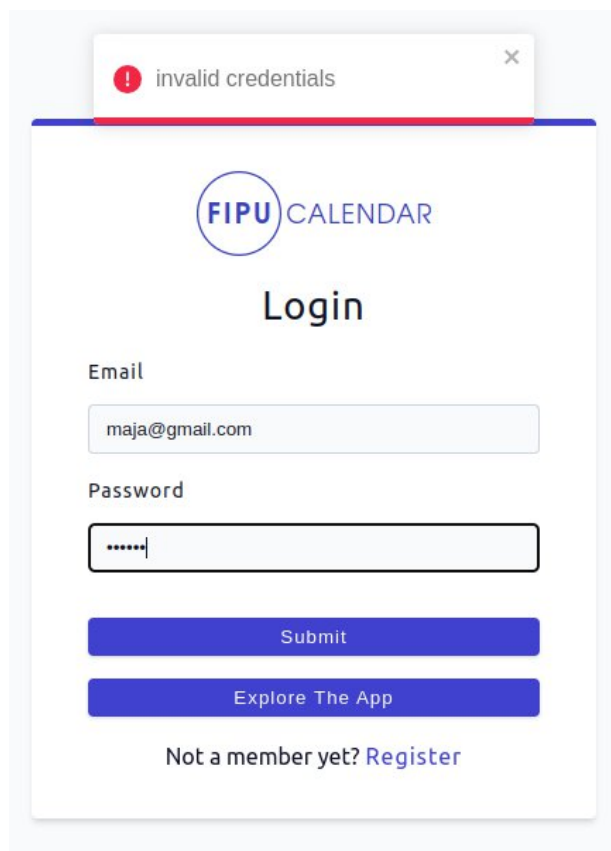 invalid credentials
FIPU CALENDAR
Login
Email
maja@gmail.com
Password
••••••
Submit
Explore The App
Not a member yet? Register